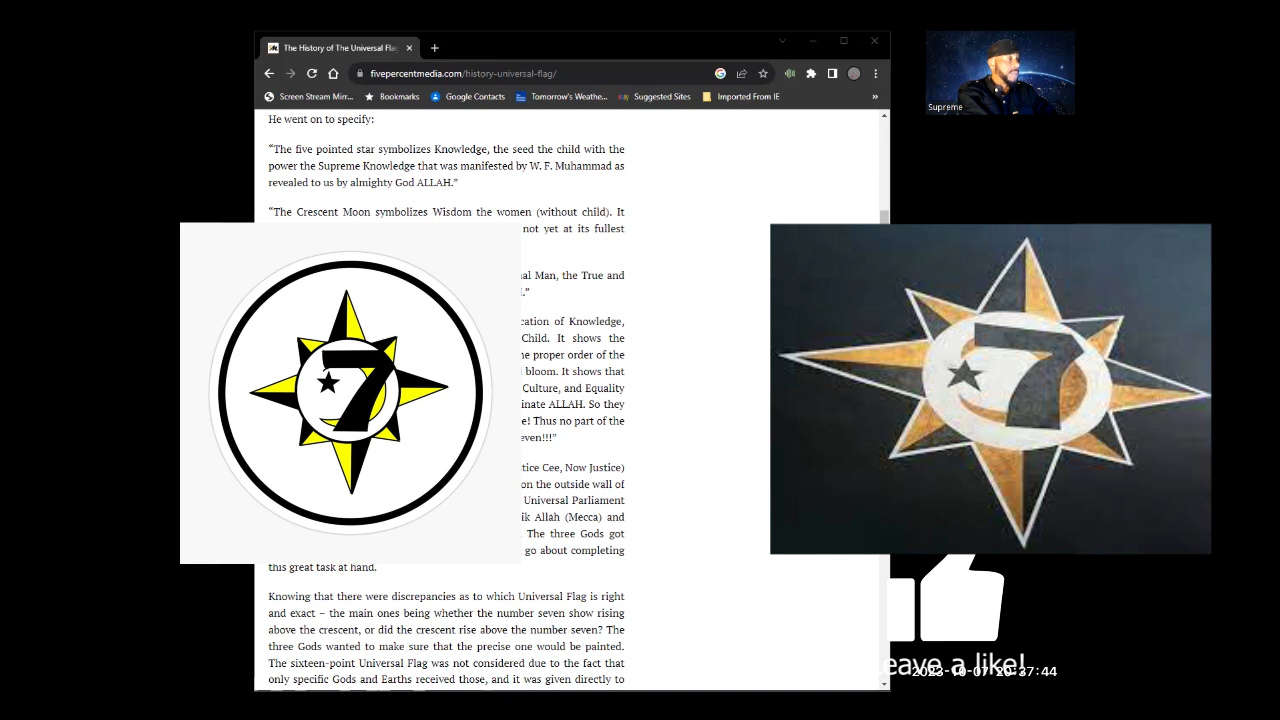 The History of The Universal Fla
fivepercentmedia.com/history-universal-flag/
Screen Stream Mirr... Bookmarks Google Contacts Tomorrow's Weathe... Suggested Sites Imported From IE »
Supreme
He went on to specify:
“The five pointed star symbolizes Knowledge, the seed the child with the
power the Supreme Knowledge that was manifested by W. F. Muhammad as
revealed to us by almighty God ALLAH.”
“The Crescent Moon symbolizes Wisdom the women (without child). It
not yet at its fullest
al Man, the True and
.”
cation of Knowledge,
Child. It shows the
e proper order of the
bloom. It shows that
Culture, and Equality
inate ALLAH. So they
e! Thus no part of the
even!!!”
tice Cee, Now Justice)
on the outside wall of
Universal Parliament
ik Allah (Mecca) and
The three Gods got
go about completing
this great task at hand.
Knowing that there were discrepancies as to which Universal Flag is right
and exact – the main ones being whether the number seven show rising
above the crescent, or did the crescent rise above the number seven? The
three Gods wanted to make sure that the precise one would be painted.
The sixteen-point Universal Flag was not considered due to the fact that
only specific Gods and Earths received those, and it was given directly to
7
7
eave a like!
2023-10-07 20:37:44